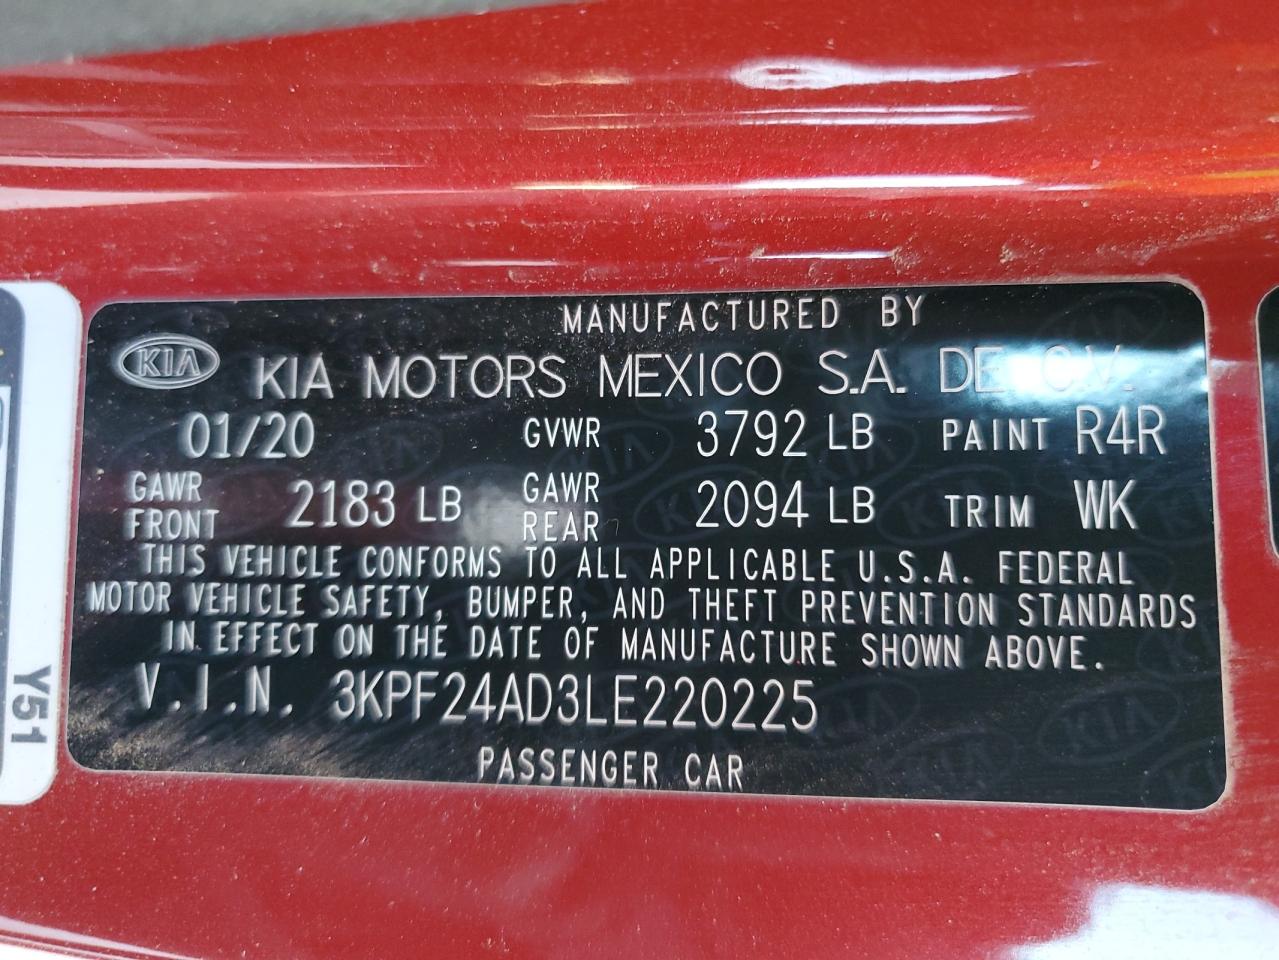 MANUFACTURED BY
KIA KIA MOTORS MEXICO S.A. DE C.V.
01/20 GVWR 3792 LB PAINT R4R
GAWR FRONT 2183 LB GAWR REAR 2094 LB TRIM WK
THIS VEHICLE CONFORMS TO ALL APPLICABLE U.S.A. FEDERAL
MOTOR VEHICLE SAFETY, BUMPER, AND THEFT PREVENTION STANDARDS
IN EFFECT ON THE DATE OF MANUFACTURE SHOWN ABOVE.
V.I.N. 3KPF24AD3LE220225
PASSENGER CAR
Y51